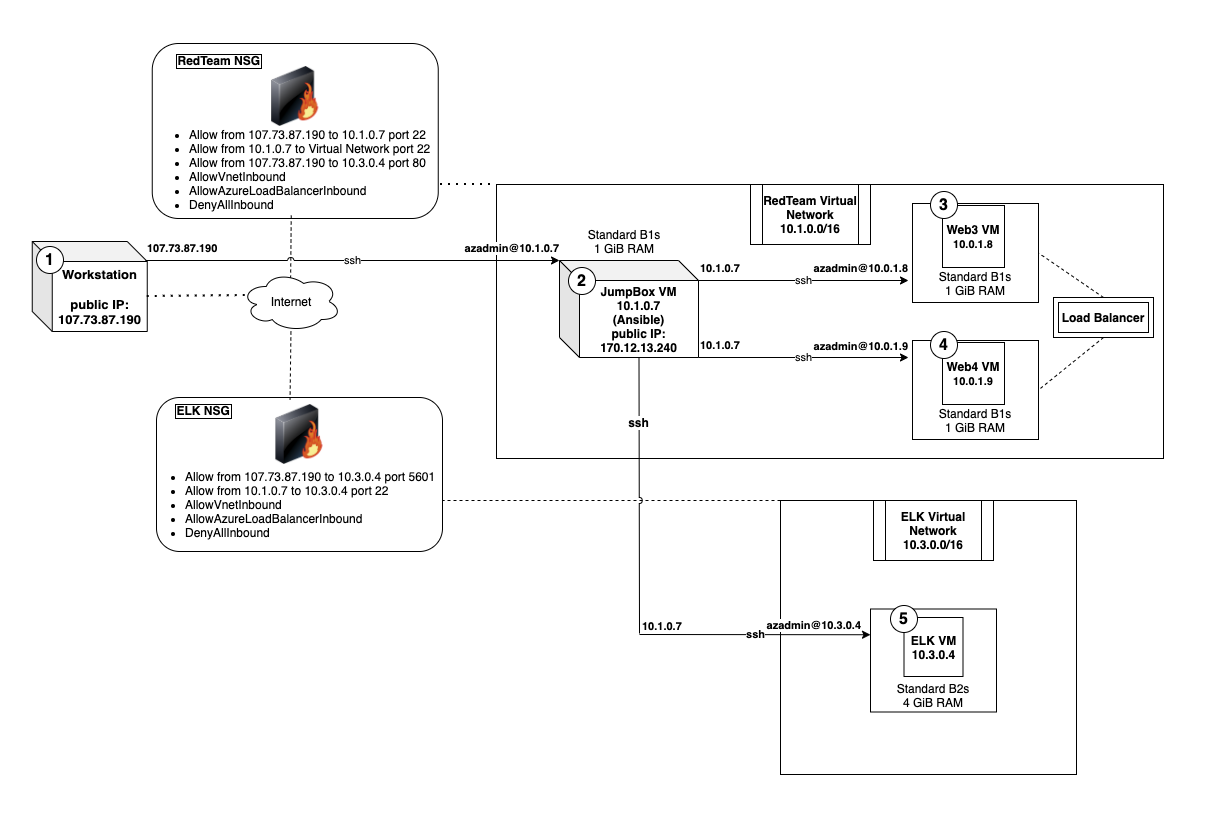 RedTeam NSG
• Allow from 107.73.87.190 to 10.1.0.7 port 22
• Allow from 10.1.0.7 to Virtual Network port 22
• Allow from 107.73.87.190 to 10.3.0.4 port 80
• AllowVnetInbound
• AllowAzureLoadBalancerInbound
• DenyAllInbound
1
Workstation
public IP:
107.73.87.190
107.73.87.190
ssh
azadmin@10.1.0.7
Internet
RedTeam Virtual
Network
10.1.0.0/16
Standard B1s
1 GiB RAM
2
JumpBox VM
10.1.0.7
(Ansible)
public IP:
170.12.13.240
10.1.0.7
ssh
azadmin@10.0.1.8
3
Web3 VM
10.0.1.8
Standard B1s
1 GiB RAM
10.1.0.7
ssh
azadmin@10.0.1.9
4
Web4 VM
10.0.1.9
Standard B1s
1 GiB RAM
Load Balancer
ssh
ELK NSG
• Allow from 107.73.87.190 to 10.3.0.4 port 5601
• Allow from 10.1.0.7 to 10.3.0.4 port 22
• AllowVnetInbound
• AllowAzureLoadBalancerInbound
• DenyAllInbound
ELK Virtual
Network
10.3.0.0/16
10.1.0.7
ssh
azadmin@10.3.0.4
5
ELK VM
10.3.0.4
Standard B2s
4 GiB RAM